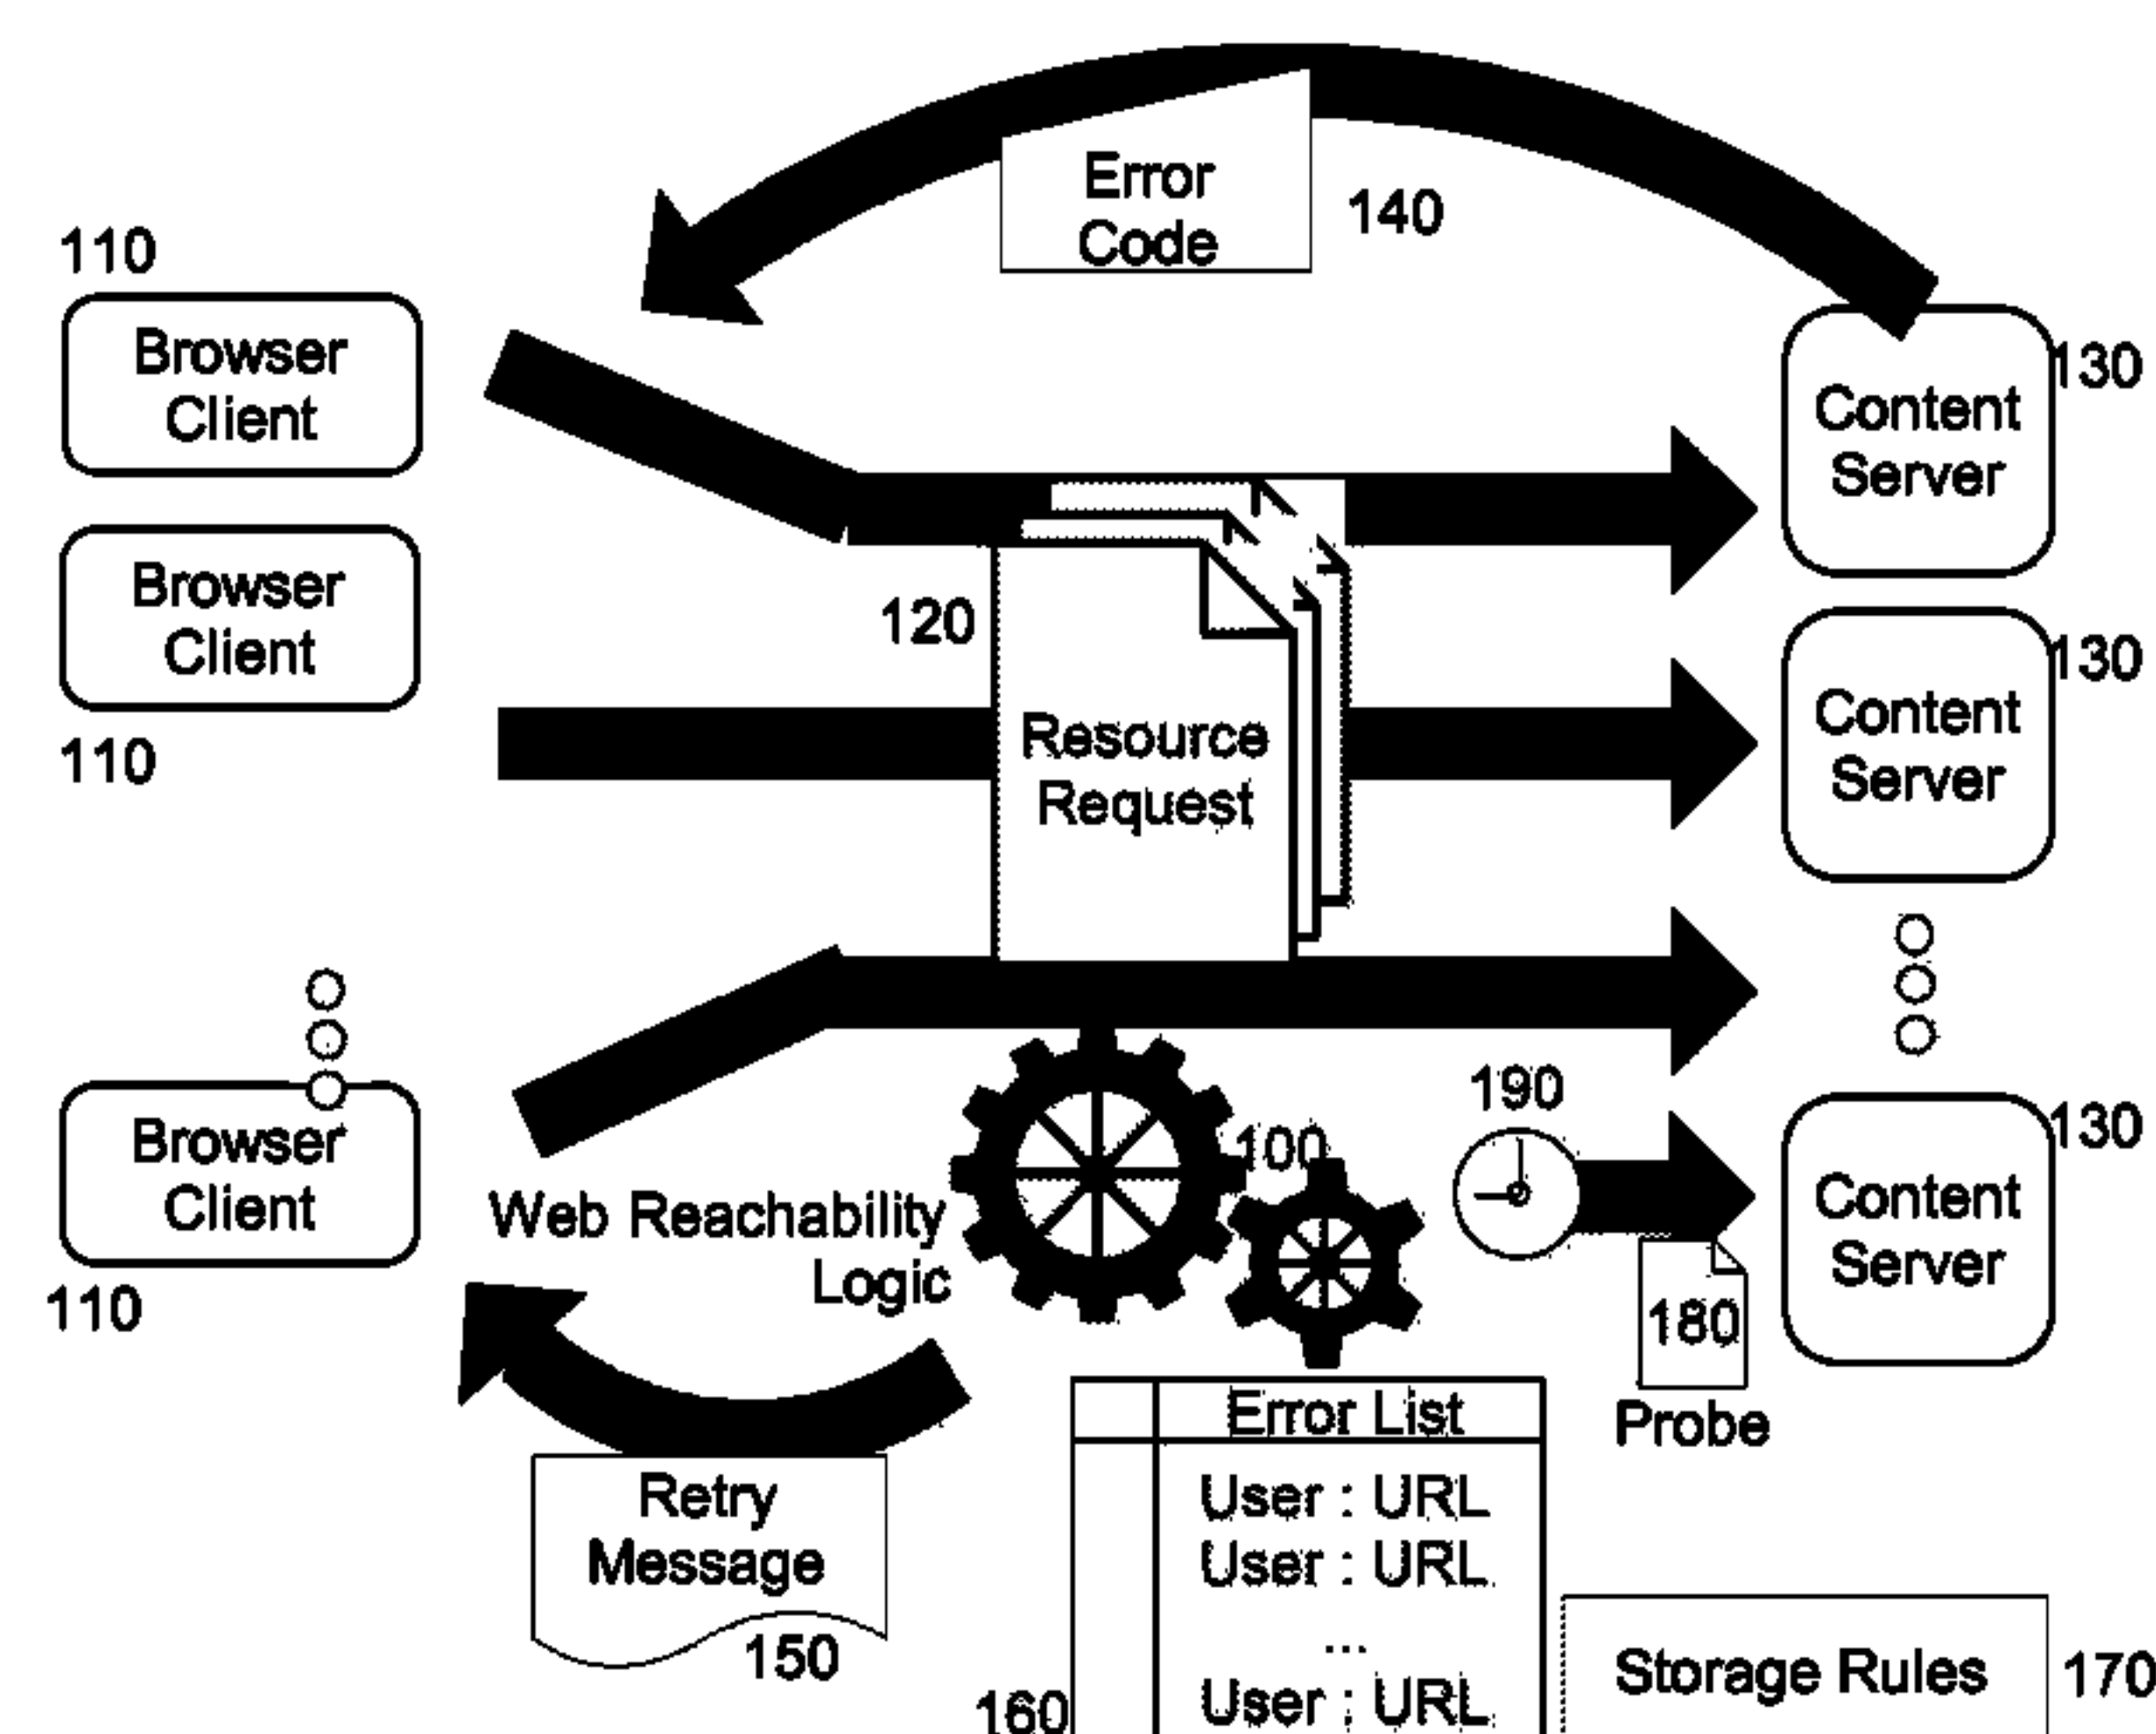 Error
Code
140
110
Browser
Client
130
Content
Server
Browser
Client
110
120
Resource
Request
130
Content
Server
190
100
Browser
Client
110
Web Reachability
Logic
130
Content
Server
180
Probe
Retry
Message
150
Error List
User : URL
User : URL
...
User : URL
160
Storage Rules
170